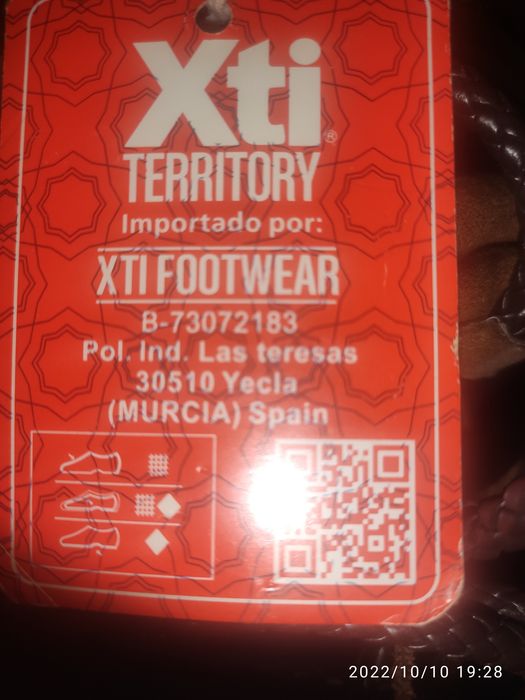 Xti®
TERRITORY
Importado por:
XTI FOOTWEAR
B-73072183
Pol. Ind. Las teresas
30510 Yecla
(MURCIA) Spain
2022/10/10 19:28